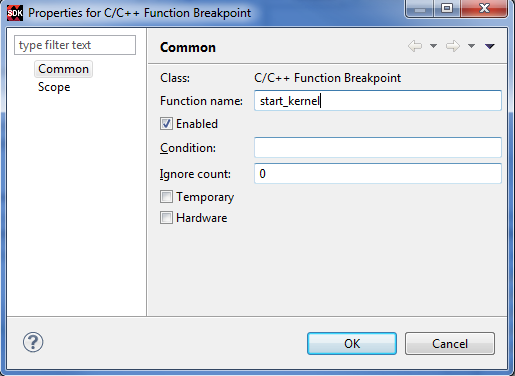 SDK Properties for C/C++ Function Breakpoint
type filter text
Common
Scope
Common
Class: C/C++ Function Breakpoint
Function name: start_kernel
Enabled
Condition:
Ignore count: 0
Temporary
Hardware
? OK Cancel